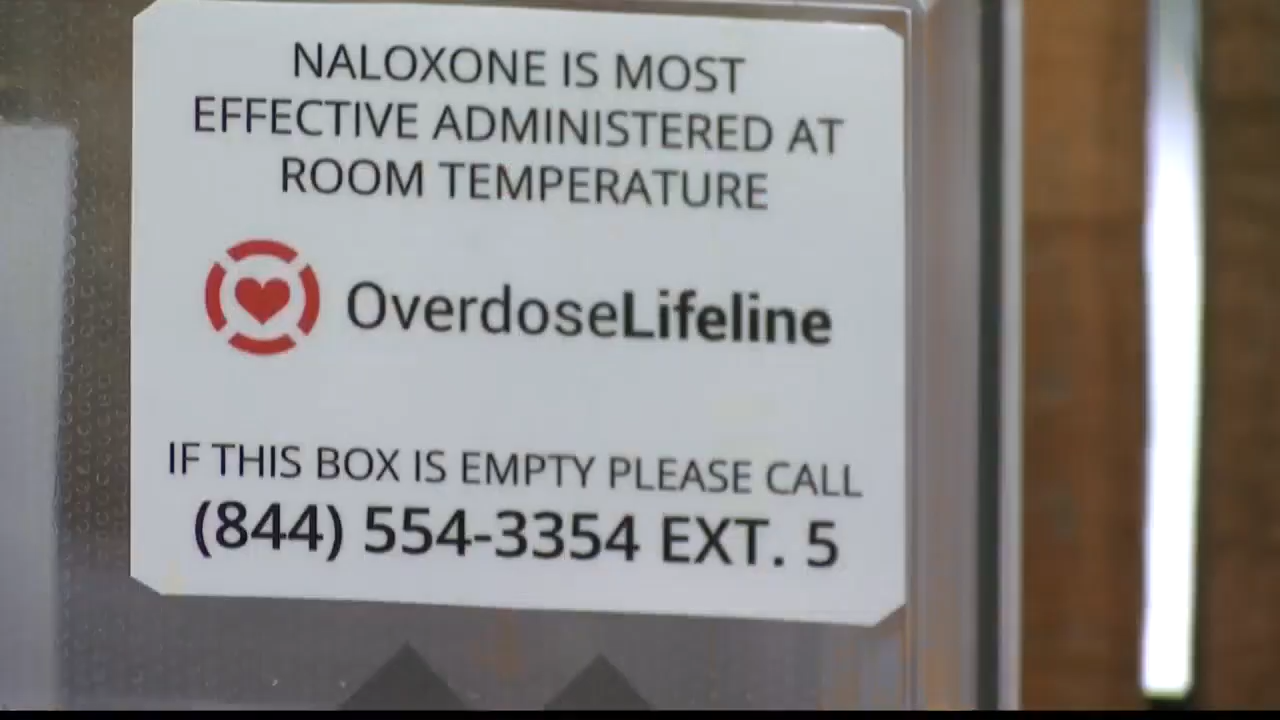 NALOXONE IS MOST
EFFECTIVE ADMINISTERED AT
ROOM TEMPERATURE
OverdoseLifeline
IF THIS BOX IS EMPTY PLEASE CALL
(844) 554-3354 EXT. 5